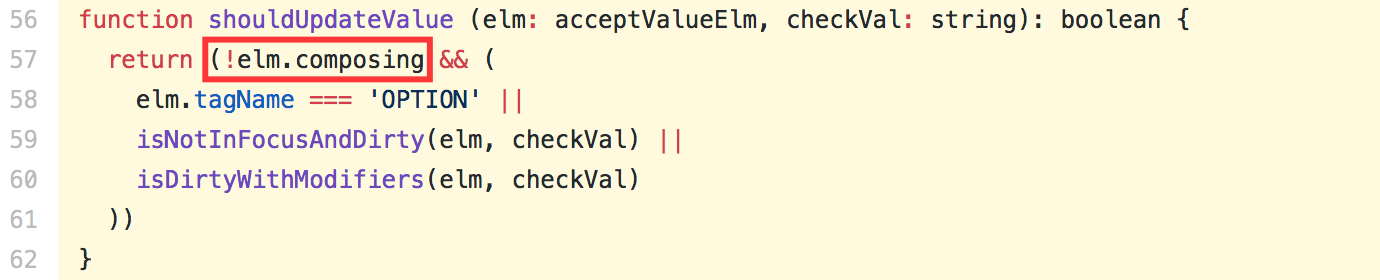 56 function shouldUpdateValue (elm: acceptValueElm, checkVal: string): boolean {
57 return (!elm.composing && (
58 elm.tagName === 'OPTION' ||
59 isNotInFocusAndDirty(elm, checkVal) ||
60 isDirtyWithModifiers(elm, checkVal)
61 ))
62 }